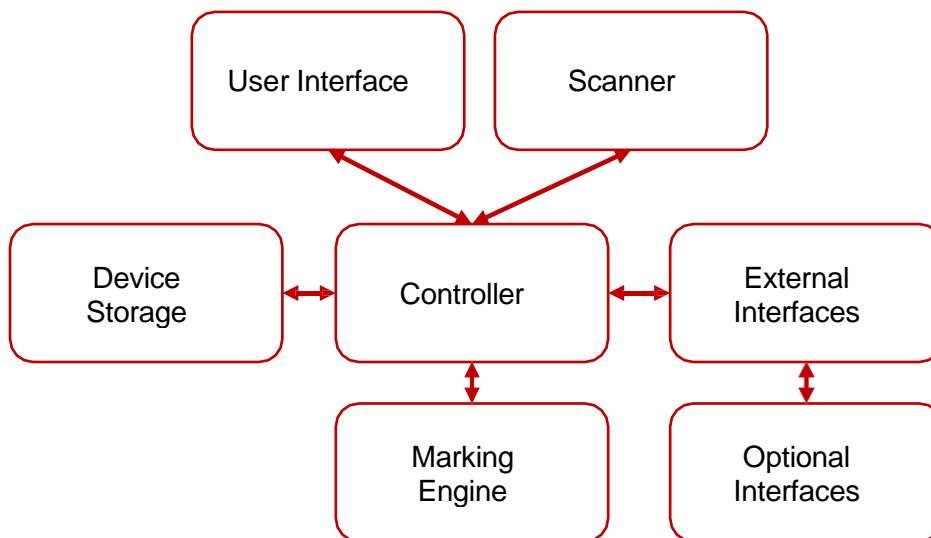 User Interface
Scanner
Device
Storage
Controller
External
Interfaces
Marking
Engine
Optional
Interfaces